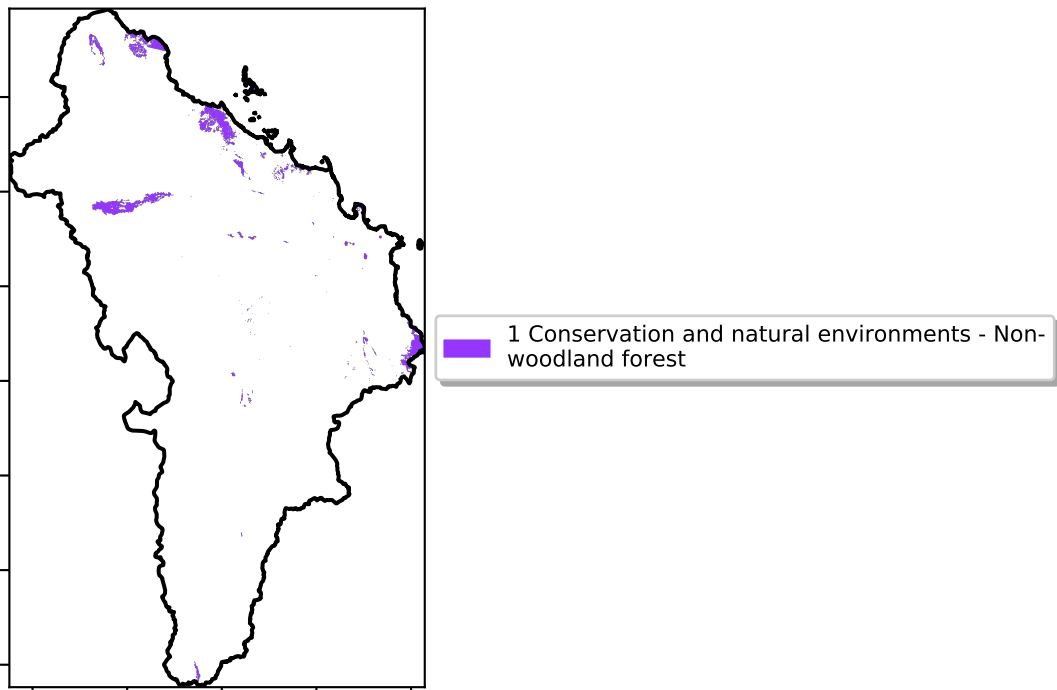 1 Conservation and natural environments - Non-
woodland forest